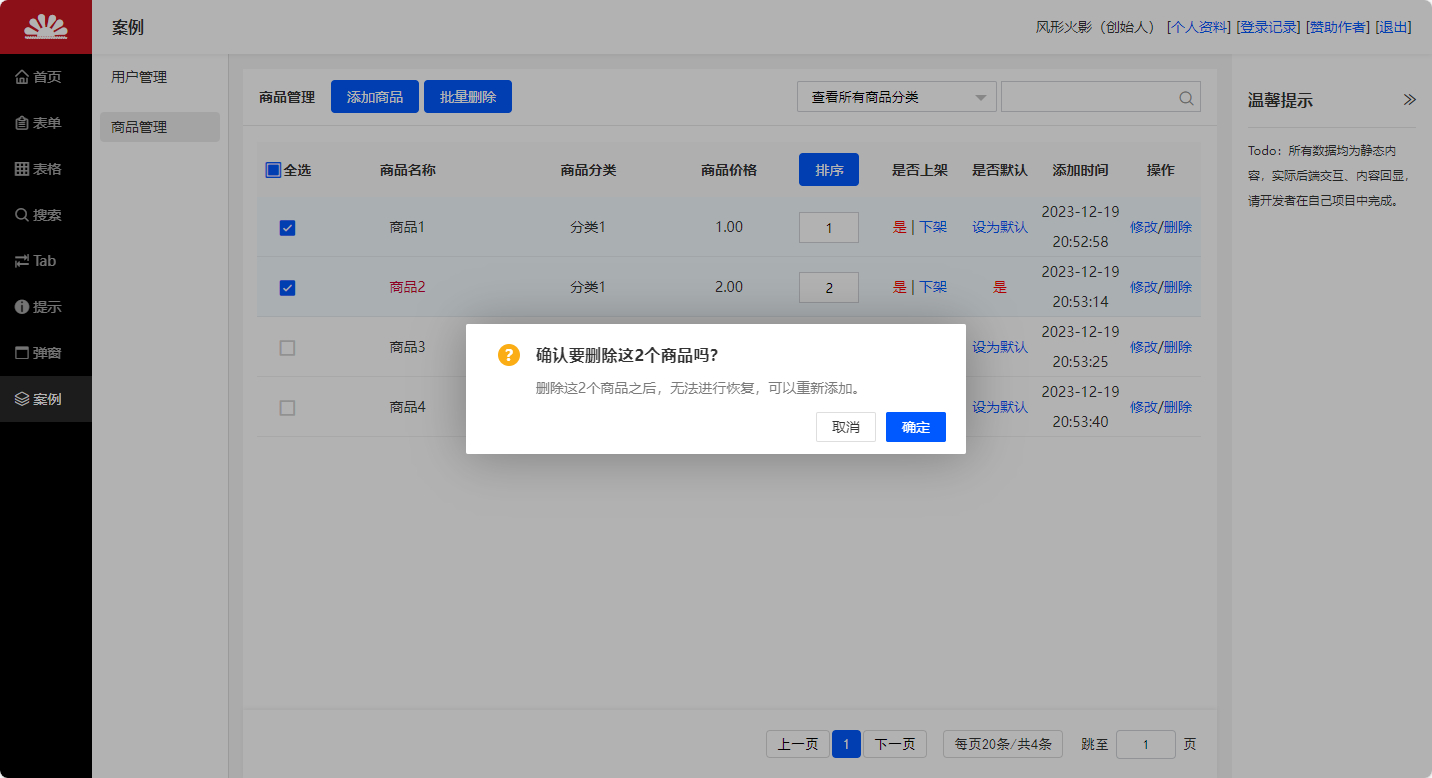 案例
风形火影（创始人） [个人资料] [登录记录] [赞助作者] [退出]
首页
表单
表格
搜索
Tab
提示
弹窗
案例
用户管理
商品管理
商品管理 添加商品 批量删除 查看所有商品分类
全选 商品名称 商品分类 商品价格 排序 是否上架 是否默认 添加时间 操作
商品1 分类1 1.00 1 是 | 下架 设为默认 2023-12-19 20:52:58 修改/删除
商品2 分类1 2.00 2 是 | 下架 是 2023-12-19 20:53:14 修改/删除
商品3 设为默认 2023-12-19 20:53:25 修改/删除
商品4 设为默认 2023-12-19 20:53:40 修改/删除
确认要删除这2个商品吗?
删除这2个商品之后，无法进行恢复，可以重新添加。
取消 确定
上一页 1 下一页 每页20条/共4条 跳至 1 页
温馨提示
Todo：所有数据均为静态内
容，实际后端交互、内容回显，
请开发者在自己项目中完成。